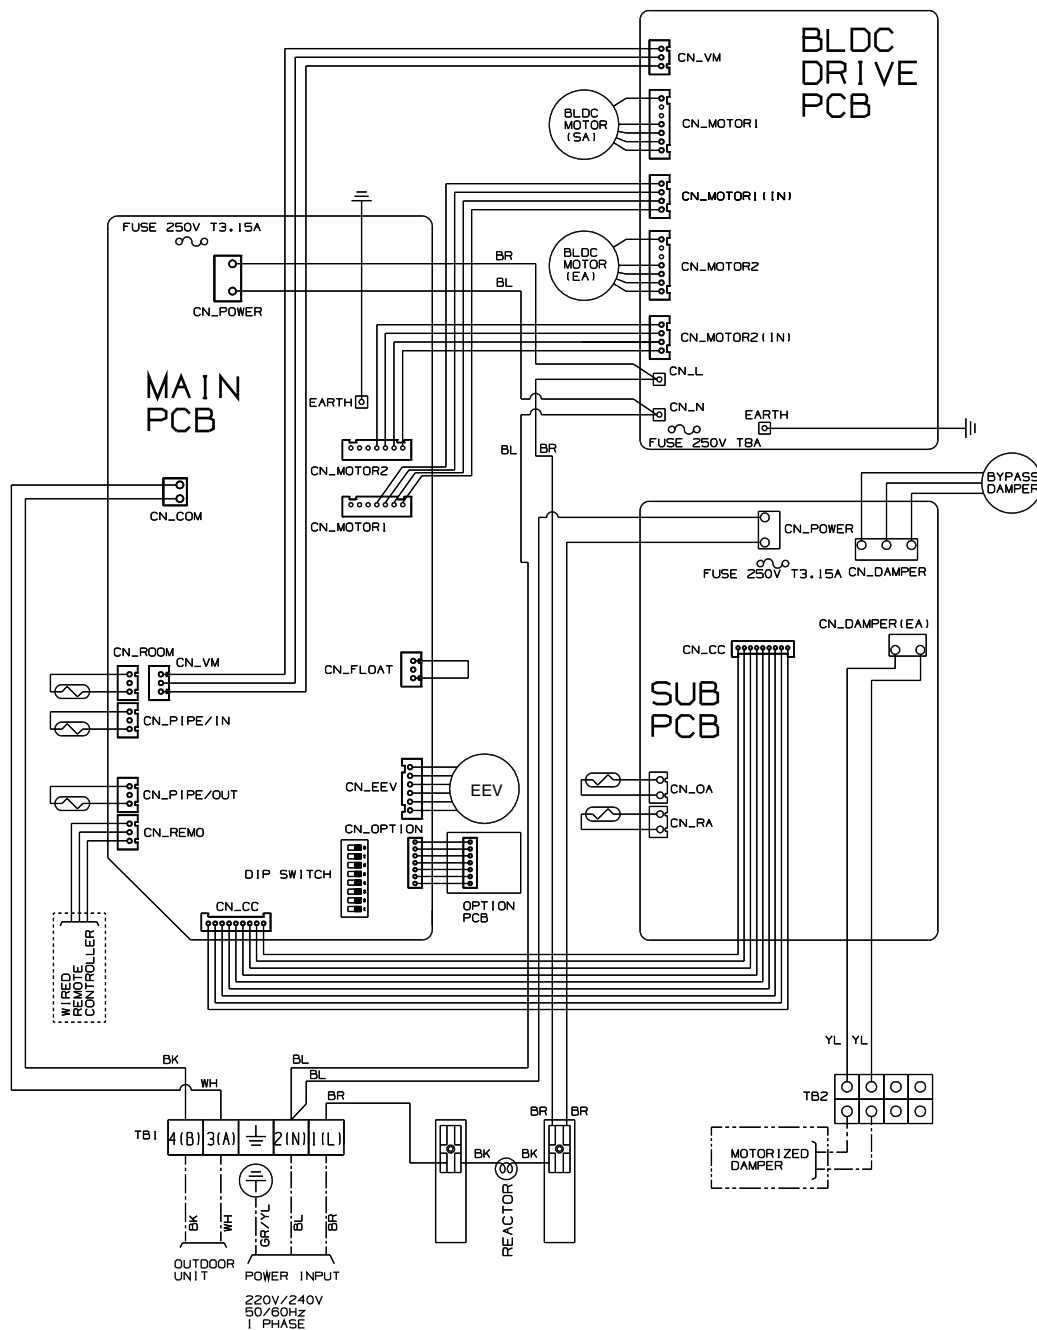 BLDC
DRIVE
PCB
CN_VM
BLDC
MOTOR
(SA)
CN_MOTOR1
CN_MOTOR1(IN)
FUSE 250V T3.15A
BR
BLDC
MOTOR
(EA)
CN_MOTOR2
BL
CN_POWER
CN_MOTOR2(IN)
MAIN
PCB
CN_L
EARTH
CN_N
EARTH
FUSE 250V T8A
BL
BR
CN_MOTOR2
BYPASS
DAMPER
CN_COM
CN_MOTOR1
CN_POWER
FUSE 250V T3.15A
CN_DAMPER
CN_DAMPER(EA)
CN_ROOM
CN_VM
CN_FLOAT
CN_CC
SUB
PCB
CN_PIPE/IN
CN_EEV
EEV
CN_OA
CN_PIPE/OUT
CN_RA
CN_REMO
CN_OPTION
DIP SWITCH
CN_CC
OPTION
PCB
WIRED
REMOTE
CONTROLLER
YL
YL
BK
BL
WH
BL
BR
TB2
BR
BR
TB1
4(B)
3(A)
2(N)
1(L)
BK
BK
MOTORIZED
DAMPER
REACTOR
BK
WH
GR/YL
BL
BR
OUTDOOR
UNIT
POWER INPUT
220V/240V
50/60Hz
1 PHASE